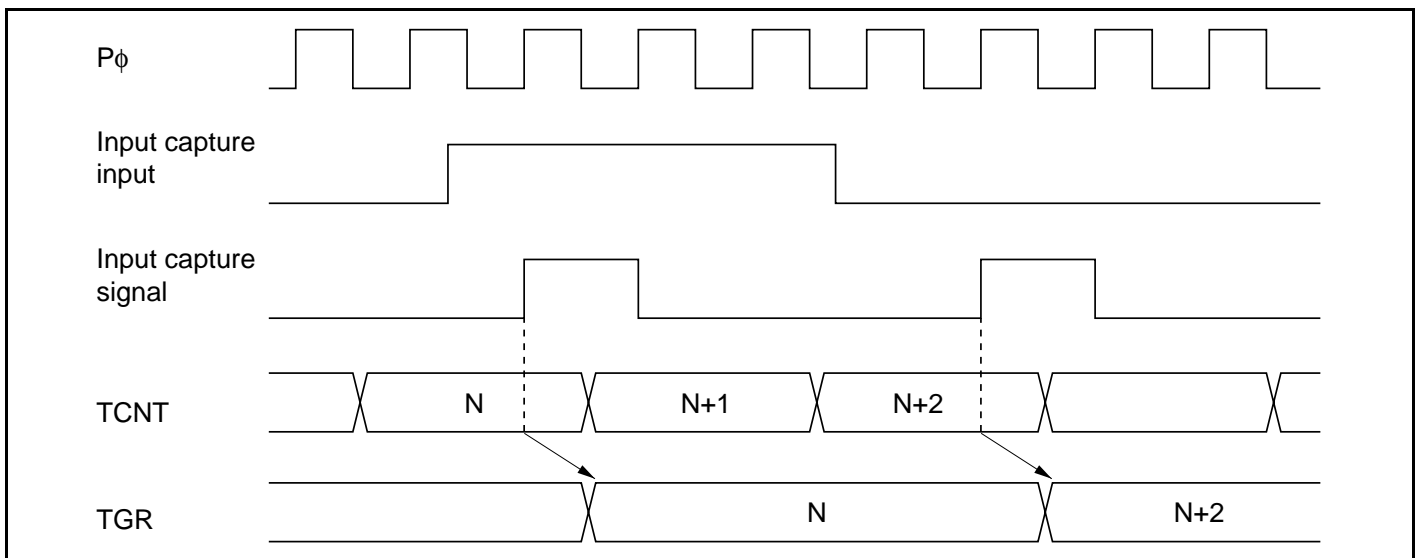 Pϕ
Input capture
input
Input capture
signal
TCNT
N
N+1
N+2
TGR
N
N+2